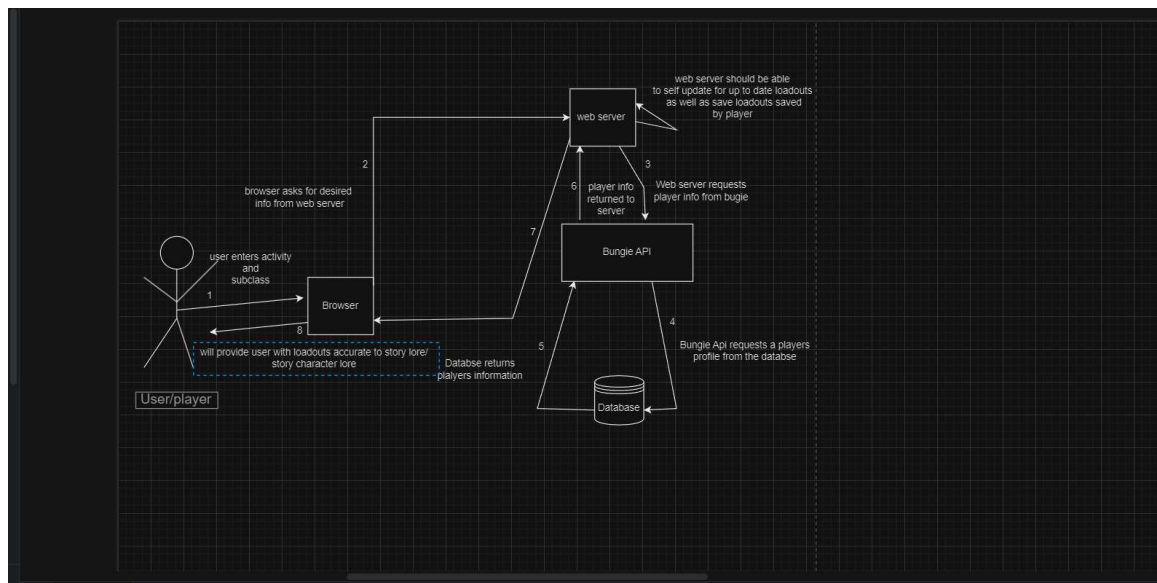 web server should be able
to self update for up to date loadouts
as well as save loadouts saved
by player
web server
2
3
browser asks for desired
info from web server
6
player info
returned to
server
Web server requests
player info from bugie
7
Bungie API
user enters activity
and
subclass
1
Browser
8
4
5
Bungie Api requests a players
profile from the databse
will provide user with loadouts accurate to story lore/
story character lore
Databse returns
plalyers information
Database
User/player